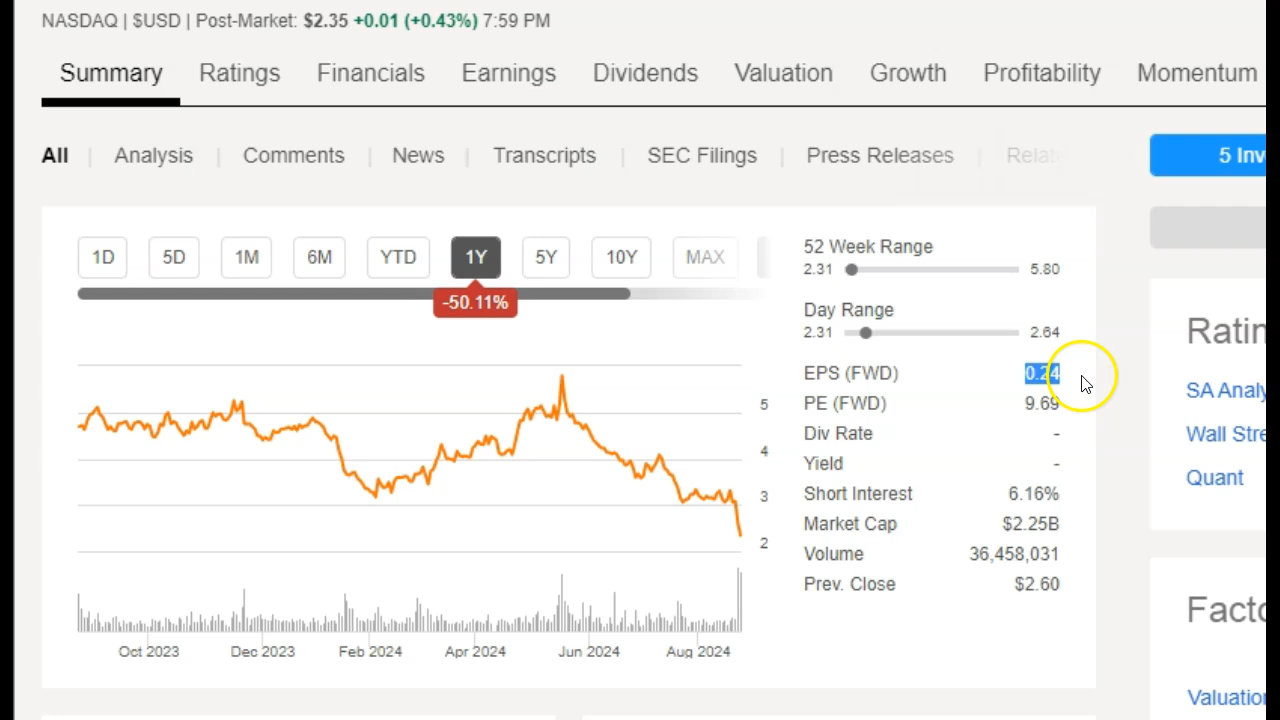 NASDAQ | $USD | Post-Market: $2.35 +0.01 (+0.43%) 7:59 PM
Summary Ratings Financials Earnings Dividends Valuation Growth Profitability Momentum
All | Analysis | Comments | News | Transcripts | SEC Filings | Press Releases | Relat
5 Inv
1D 5D 1M 6M YTD 1Y 5Y 10Y MAX
-50.11%
5
4
3
2
Oct 2023 Dec 2023 Feb 2024 Apr 2024 Jun 2024 Aug 2024
52 Week Range
2.31 5.80
Day Range
2.31 2.64
EPS (FWD) 0.24
PE (FWD) 9.69
Div Rate -
Yield -
Short Interest 6.16%
Market Cap $2.25B
Volume 36,458,031
Prev. Close $2.60
Ratin
SA Analy
Wall Stre
Quant
Facto
Valuation